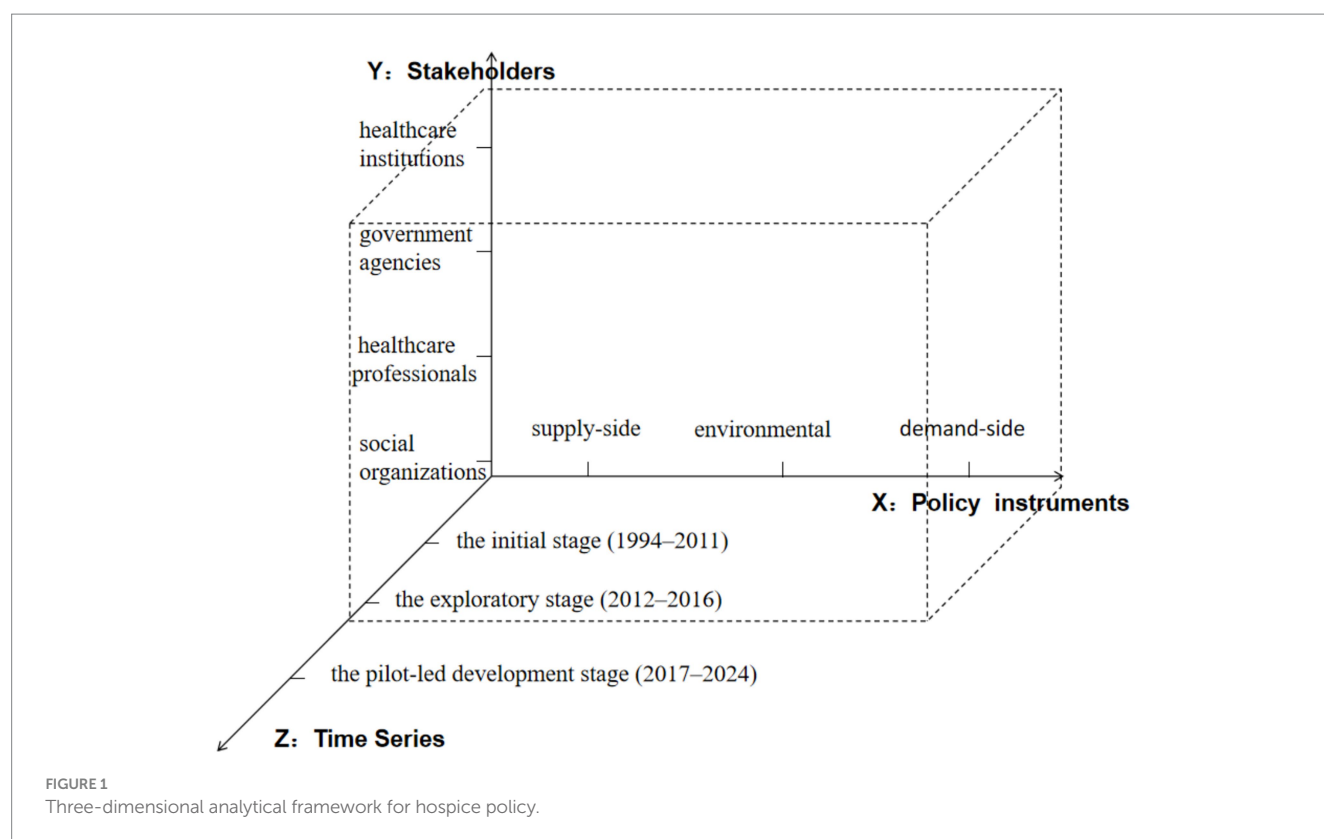 Y: Stakeholders
healthcare
institutions
government
agencies
healthcare
professionals
social
organizations
supply-side environmental demand-side
X: Policy instruments
the initial stage (1994–2011)
the exploratory stage (2012–2016)
the pilot-led development stage (2017–2024)
Z: Time Series
FIGURE 1
Three-dimensional analytical framework for hospice policy.